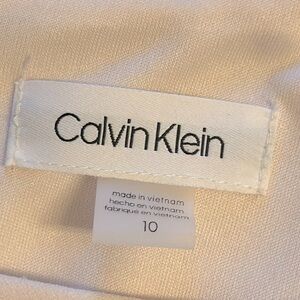 Calvin Klein
made in vietnam
hecho en vietnam
fabriqué en vietnam
10